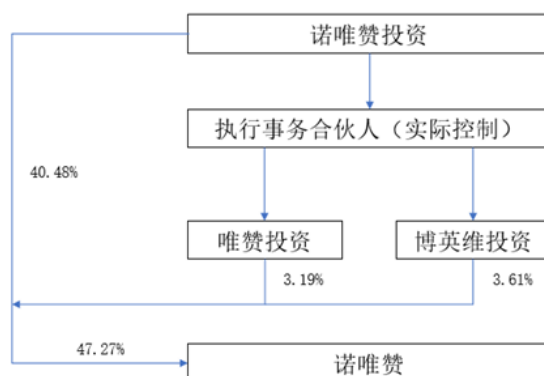 诺唯赞投资
执行事务合伙人（实际控制）
40.48%
唯赞投资
博英维投资
3.19%
3.61%
47.27%
诺唯赞